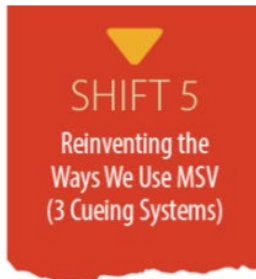 SHIFT 5
Reinventing the
Ways We Use MSV
(3 Cueing Systems)